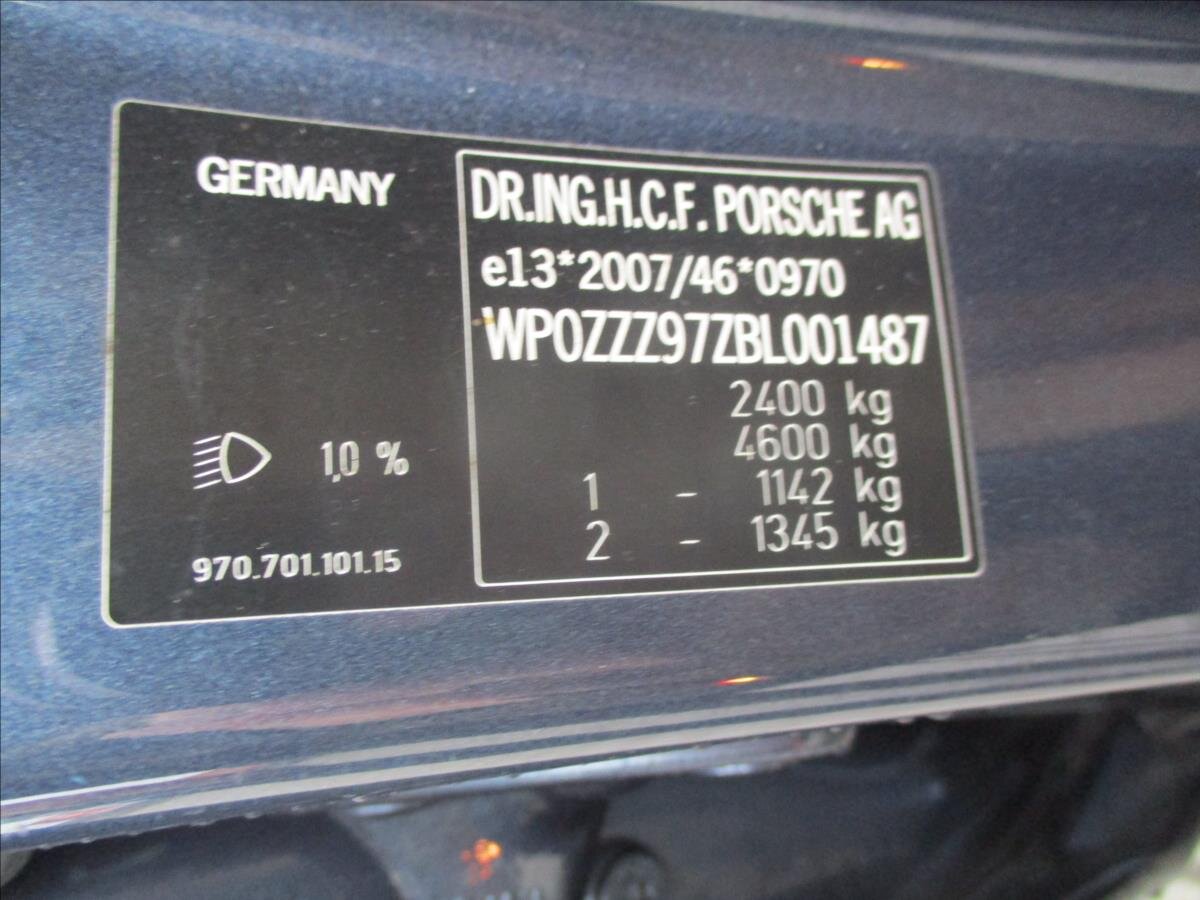 GERMANY
1,0 %
970.701.101.15
DR.ING.H.C.F. PORSCHE AG
e13*2007/46*0970
WP0ZZZ97ZBL001487
2400 kg
4600 kg
1 - 1142 kg
2 - 1345 kg